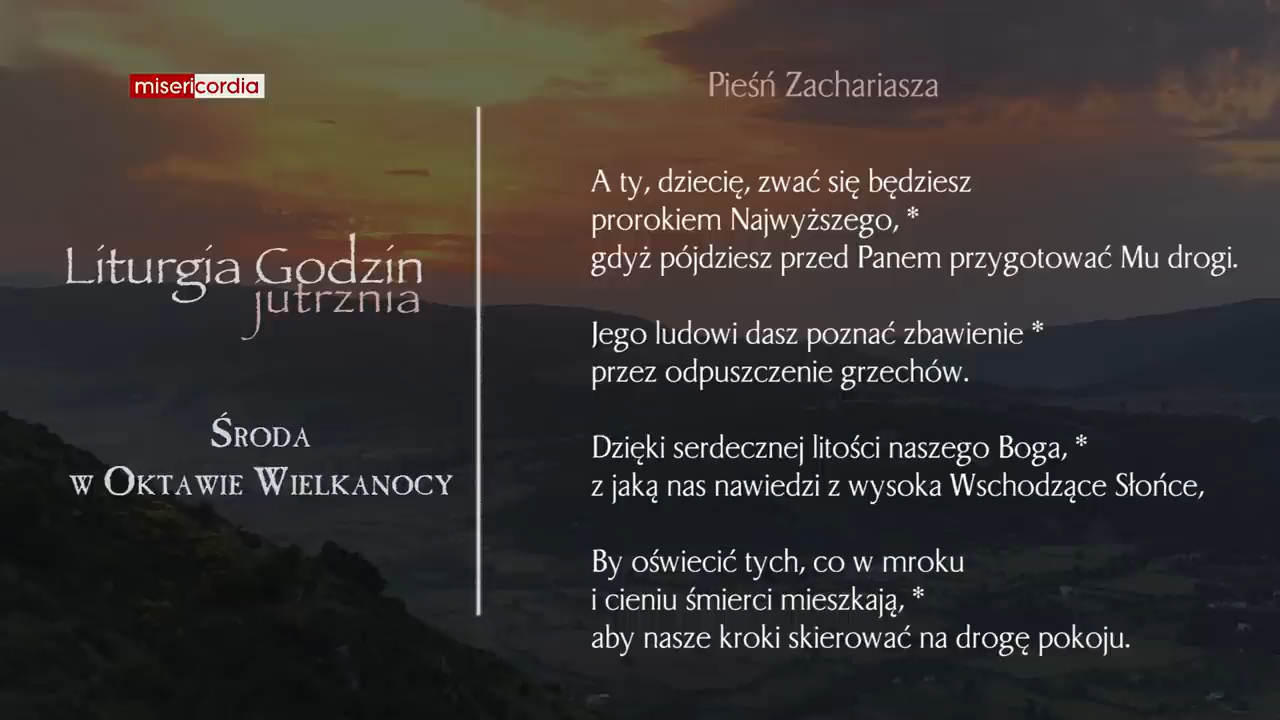 misericordia
Liturgia Godzin
jutrznia
Środa
w Oktawie Wielkanocy
Pieśń Zachariasza
A ty, dziecię, zwać się będziesz
prorokiem Najwyższego, *
gdyż pójdziesz przed Panem przygotować Mu drogi.
Jego ludowi dasz poznać zbawienie *
przez odpuszczenie grzechów.
Dzięki serdecznej litości naszego Boga, *
z jaką nas nawiedzi z wysoka Wschodzące Słońce,
By oświecić tych, co w mroku
i cieniu śmierci mieszkają, *
aby nasze kroki skierować na drogę pokoju.